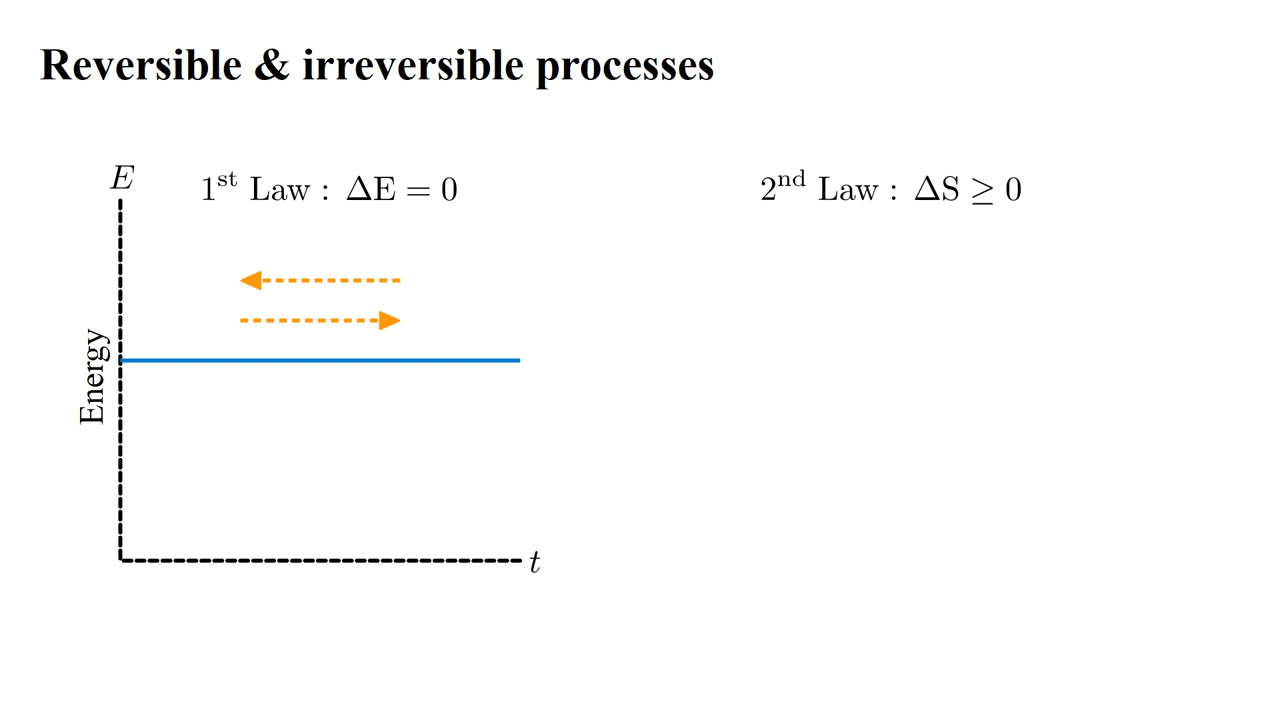 Reversible & irreversible processes
E
1st Law : ΔE = 0
2nd Law : ΔS ≥ 0
Energy
t